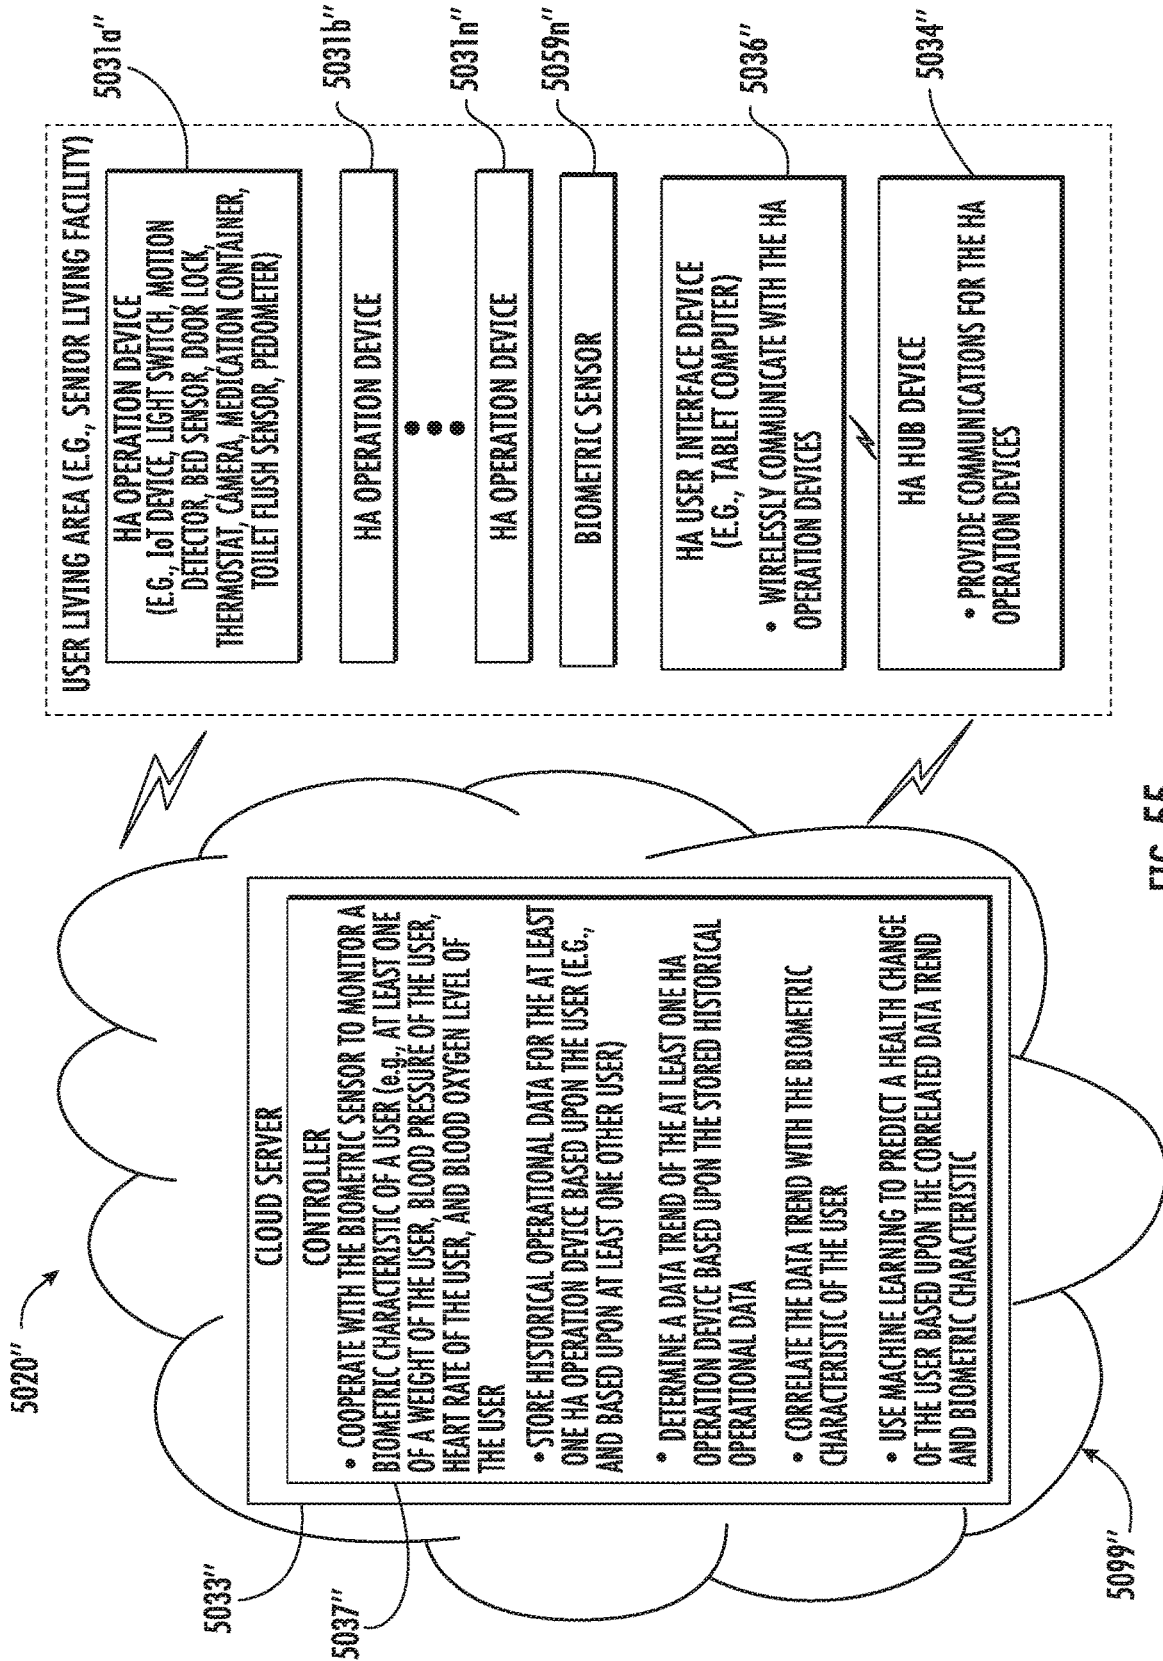 5020"
5033"
5037"
5099"
CLOUD SERVER
CONTROLLER
• COOPERATE WITH THE BIOMETRIC SENSOR TO MONITOR A
BIOMETRIC CHARACTERISTIC OF A USER (e.g., AT LEAST ONE
OF A WEIGHT OF THE USER, BLOOD PRESSURE OF THE USER,
HEART RATE OF THE USER, AND BLOOD OXYGEN LEVEL OF
THE USER
• STORE HISTORICAL OPERATIONAL DATA FOR THE AT LEAST
ONE HA OPERATION DEVICE BASED UPON THE USER (E.G.,
AND BASED UPON AT LEAST ONE OTHER USER)
• DETERMINE A DATA TREND OF THE AT LEAST ONE HA
OPERATION DEVICE BASED UPON THE STORED HISTORICAL
OPERATIONAL DATA
• CORRELATE THE DATA TREND WITH THE BIOMETRIC
CHARACTERISTIC OF THE USER
• USE MACHINE LEARNING TO PREDICT A HEALTH CHANGE
OF THE USER BASED UPON THE CORRELATED DATA TREND
AND BIOMETRIC CHARACTERISTIC
USER LIVING AREA (E.G., SENIOR LIVING FACILITY)
HA OPERATION DEVICE
(E.G., IoT DEVICE, LIGHT SWITCH, MOTION
DETECTOR, BED SENSOR, DOOR LOCK,
THERMOSTAT, CAMERA, MEDICATION CONTAINER,
TOILET FLUSH SENSOR, PEDOMETER)
5031a"
HA OPERATION DEVICE
5031b"
HA OPERATION DEVICE
5031n"
BIOMETRIC SENSOR
5059n"
HA USER INTERFACE DEVICE
(E.G., TABLET COMPUTER)
• WIRELESSLY COMMUNICATE WITH THE HA
OPERATION DEVICES
5036"
HA HUB DEVICE
• PROVIDE COMMUNICATIONS FOR THE HA
OPERATION DEVICES
5034"
FIG. 55